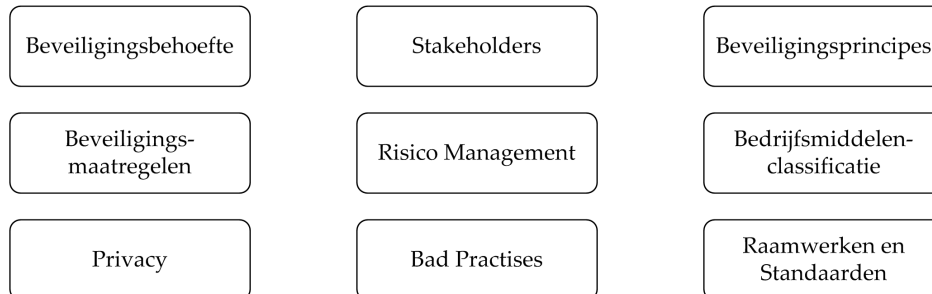 Beveiligingsbehoefte
Stakeholders
Beveiligingsprincipes
Beveiligings-
maatregelen
Risico Management
Bedrijfsmiddelen-
classificatie
Privacy
Bad Practises
Raamwerken en
Standaarden